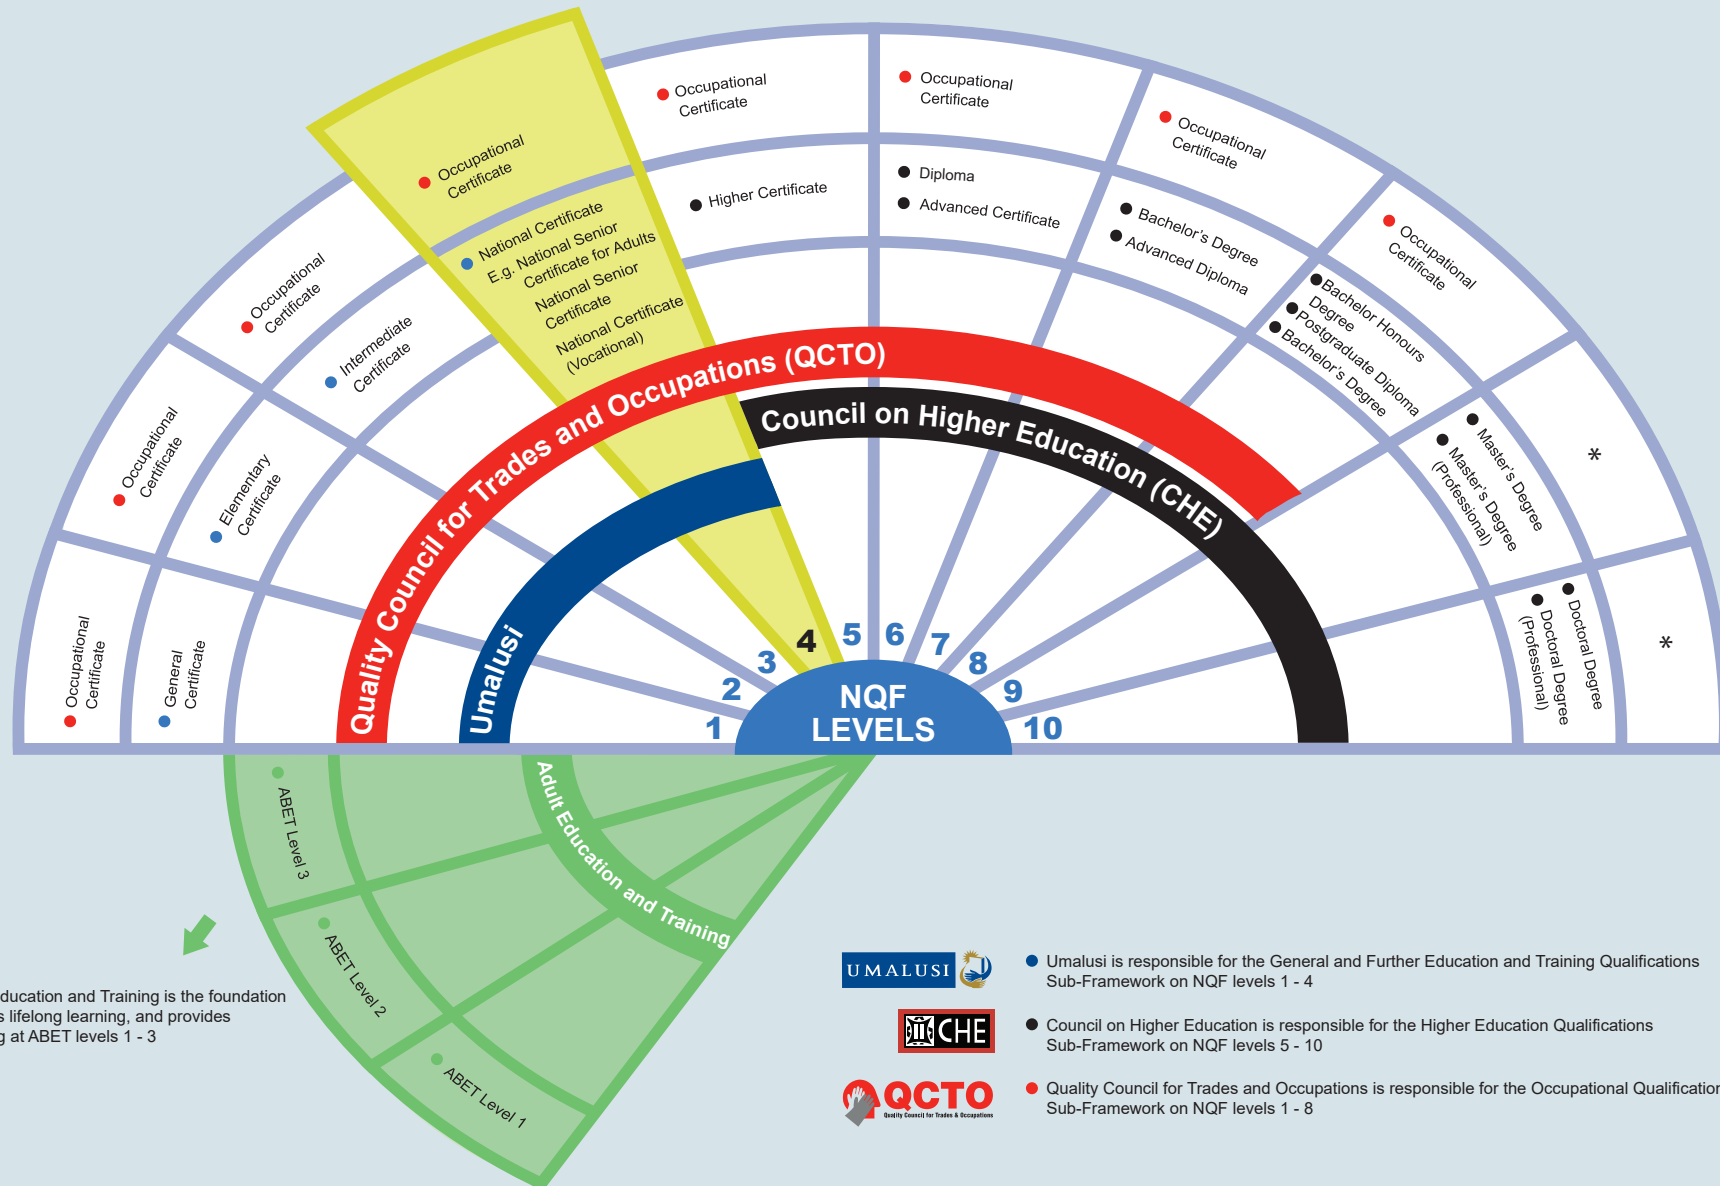 Occupational
Certificate
General
Certificate
Occupational
Certificate
Elementary
Certificate
Occupational
Certificate
Intermediate
Certificate
Occupational
Certificate
National Certificate
E.g. National Senior
Certificate for Adults
National Senior
Certificate
National Certificate
(Vocational)
Occupational
Certificate
Higher Certificate
Occupational
Certificate
Diploma
Advanced Certificate
Occupational
Certificate
Bachelor's Degree
Advanced Diploma
Occupational
Certificate
Bachelor Honours
Degree
Postgraduate Diploma
Bachelor's Degree
*
Master's Degree
Master's Degree
(Professional)
*
Doctoral Degree
Doctoral Degree
(Professional)
Quality Council for Trades and Occupations (QCTO)
Council on Higher Education (CHE)
Umalusi
1
2
3
4
5
6
7
8
9
10
NQF
LEVELS
Adult Education and Training
ABET Level 3
ABET Level 2
ABET Level 1
ducation and Training is the foundation
s lifelong learning, and provides
g at ABET levels 1 - 3
UMALUSI
Umalusi is responsible for the General and Further Education and Training Qualifications
Sub-Framework on NQF levels 1 - 4
CHE
Council on Higher Education is responsible for the Higher Education Qualifications
Sub-Framework on NQF levels 5 - 10
QCTO
Quality Council for Trades & Occupations
Quality Council for Trades and Occupations is responsible for the Occupational Qualification
Sub-Framework on NQF levels 1 - 8